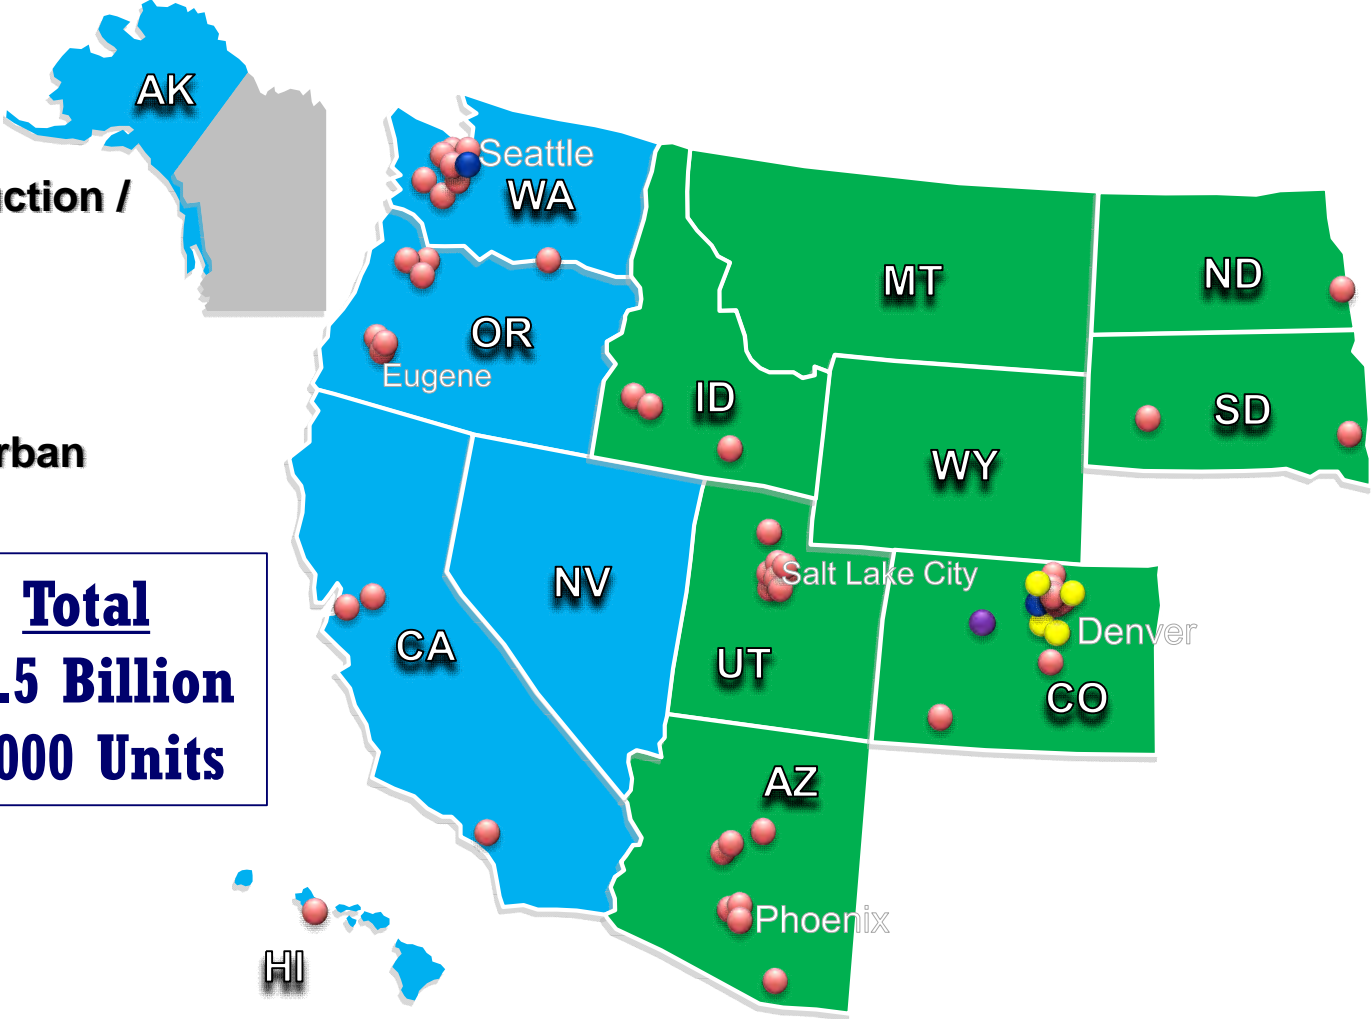 AK
Seattle
WA
ction /
MT
ND
OR
Eugene
ID
SD
rban
WY
Total
.5 Billion
000 Units
NV
Salt Lake City
CA
UT
Denver
CO
AZ
Phoenix
HI